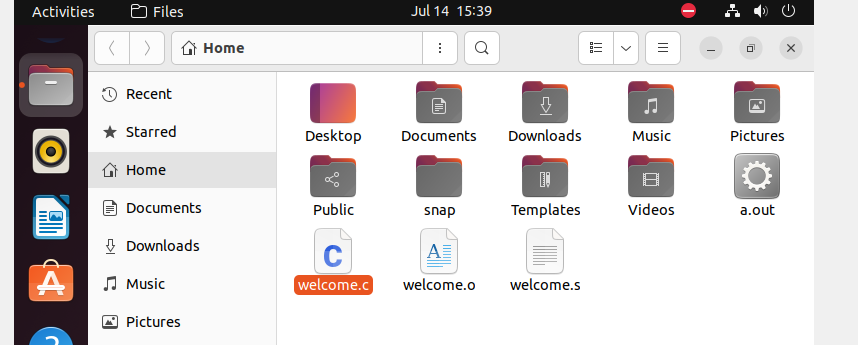 Activities Files Jul 14 15:39
Home
Recent
Starred
Home
Documents
Downloads
Music
Pictures
Desktop Documents Downloads Music Pictures
Public snap Templates Videos a.out
welcome.c welcome.o welcome.s